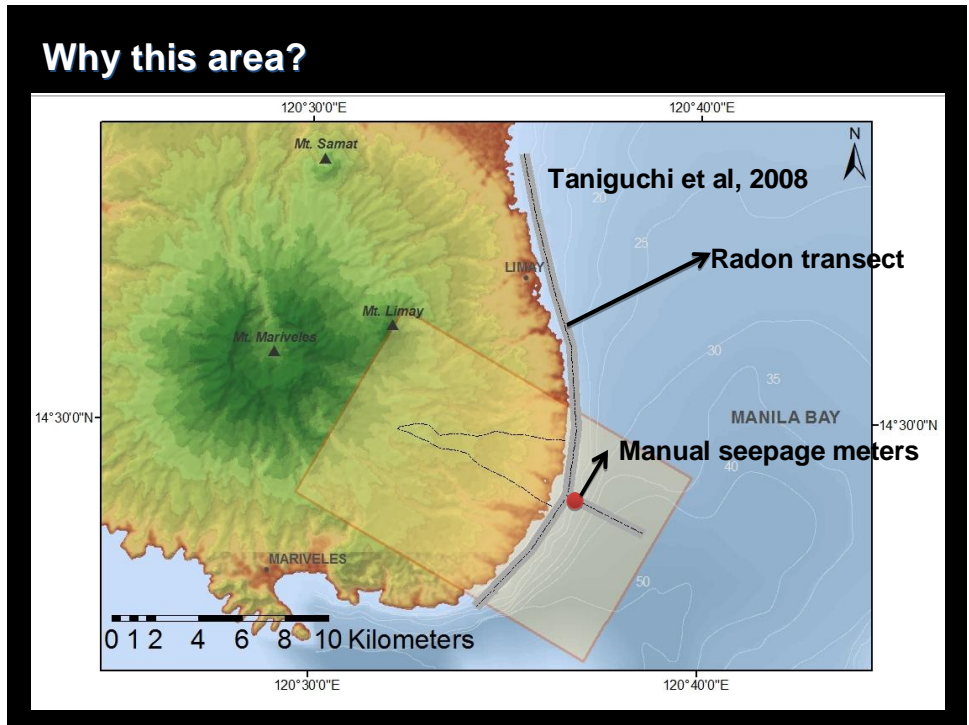 Why this area?
120°30'0"E
120°40'0"E
Mt. Samat
N
Taniguchi et al, 2008
20
25
Radon transect
LIMAY
Mt. Limay
Mt. Mariveles
30
35
14°30'0"N
MANILA BAY
14°30'0"N
Manual seepage meters
40
MARIVELES
50
0 1 2 4 6 8 10 Kilometers
120°30'0"E
120°40'0"E